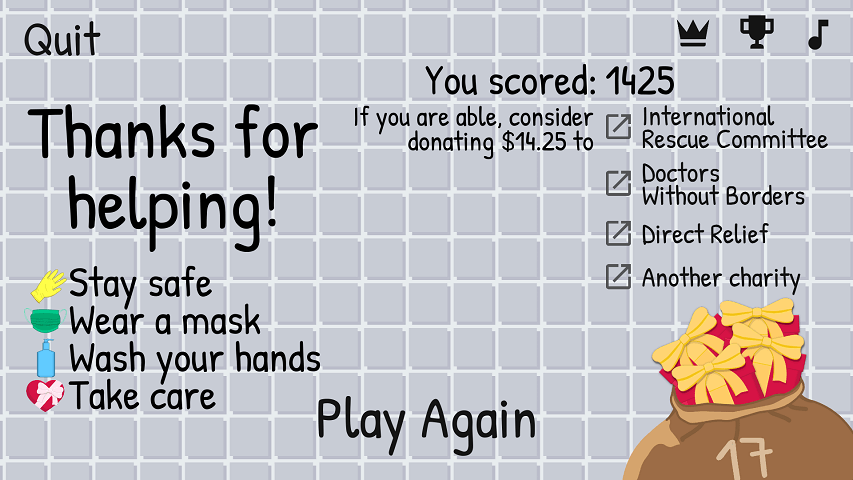 Quit
You scored: 1425
Thanks for
helping!
If you are able, consider
donating $14.25 to
International
Rescue Committee
Doctors
Without Borders
Direct Relief
Another charity
Stay safe
Wear a mask
Wash your hands
Take care
Play Again
17